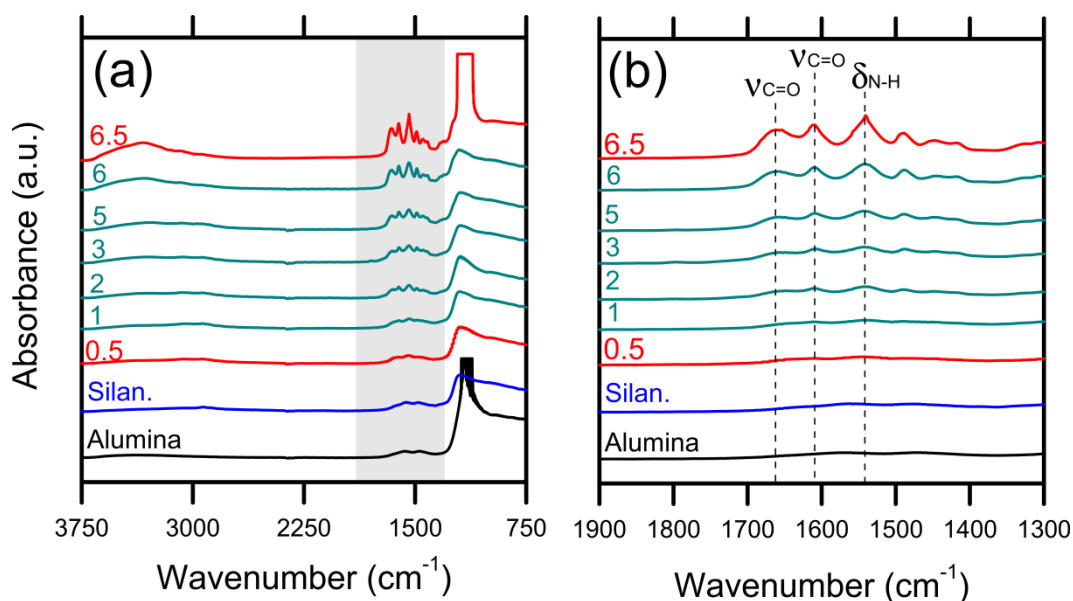 (a)
6.5
6
5
3
2
1
0.5
Silan.
Alumina
3750 3000 2250 1500 750
Wavenumber (cm⁻¹)
Absorbance (a.u.)
(b)
νC=O
νC=O
δN-H
6.5
6
5
3
2
1
0.5
Silan.
Alumina
1900 1800 1700 1600 1500 1400 1300
Wavenumber (cm⁻¹)